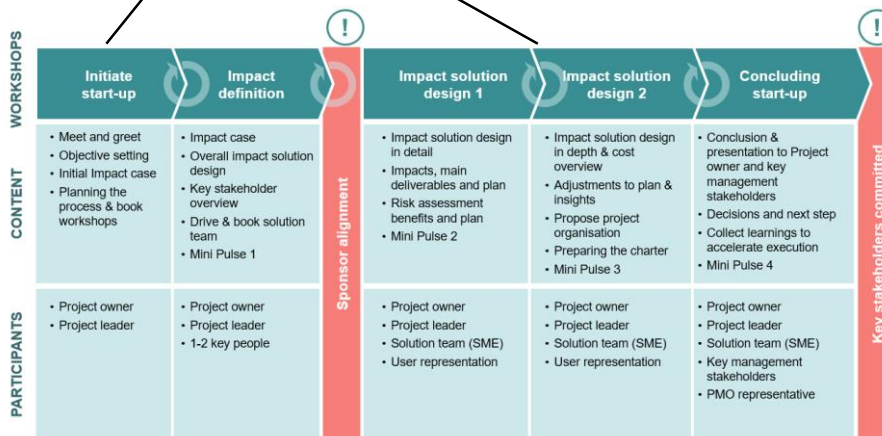 !
!
WORKSHOPS
Initiate
start-up
Impact
definition
Impact solution
design 1
Impact solution
design 2
Concluding
start-up
CONTENT
• Meet and greet
• Objective setting
• Initial Impact case
• Planning the
process & book
workshops
• Impact case
• Overall impact solution
design
• Key stakeholder
overview
• Drive & book solution
team
• Mini Pulse 1
Sponsor alignment
• Impact solution design
in detail
• Impacts, main
deliverables and plan
• Risk assessment
benefits and plan
• Mini Pulse 2
• Impact solution design
in depth & cost
overview
• Adjustments to plan &
insights
• Propose project
organisation
• Preparing the charter
• Mini Pulse 3
• Conclusion &
presentation to Project
owner and key
management
stakeholders
• Decisions and next step
• Collect learnings to
accelerate execution
• Mini Pulse 4
Key stakeholders committed
PARTICIPANTS
• Project owner
• Project leader
• Project owner
• Project leader
• 1-2 key people
• Project owner
• Project leader
• Solution team (SME)
• User representation
• Project owner
• Project leader
• Solution team (SME)
• User representation
• Project owner
• Project leader
• Solution team (SME)
• Key management
stakeholders
• PMO representative